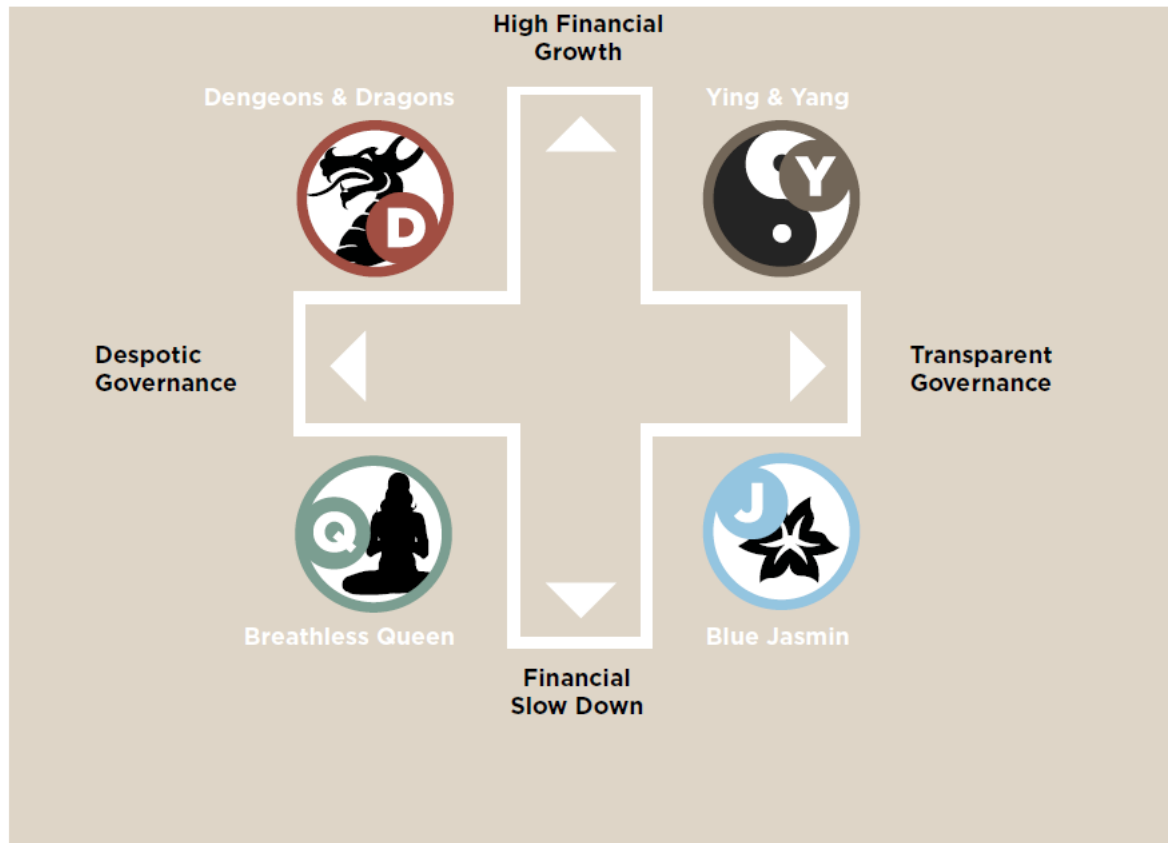 High Financial
Growth
Dengeons & Dragons
Ying & Yang
D
Y
Despotic
Governance
Transparent
Governance
Q
J
Breathless Queen
Blue Jasmin
Financial
Slow Down